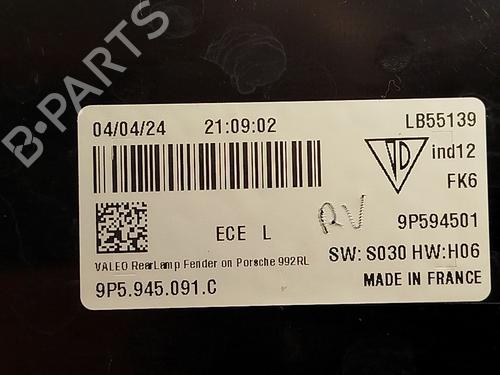 B-PARTS
04/04/24 21:09:02 LB55139
ind12
FK6
RV 9P594501
ECE L
SW: S030 HW:H06
VALEO RearLamp Fender on Porsche 992RL
9P5.945.091.C MADE IN FRANCE